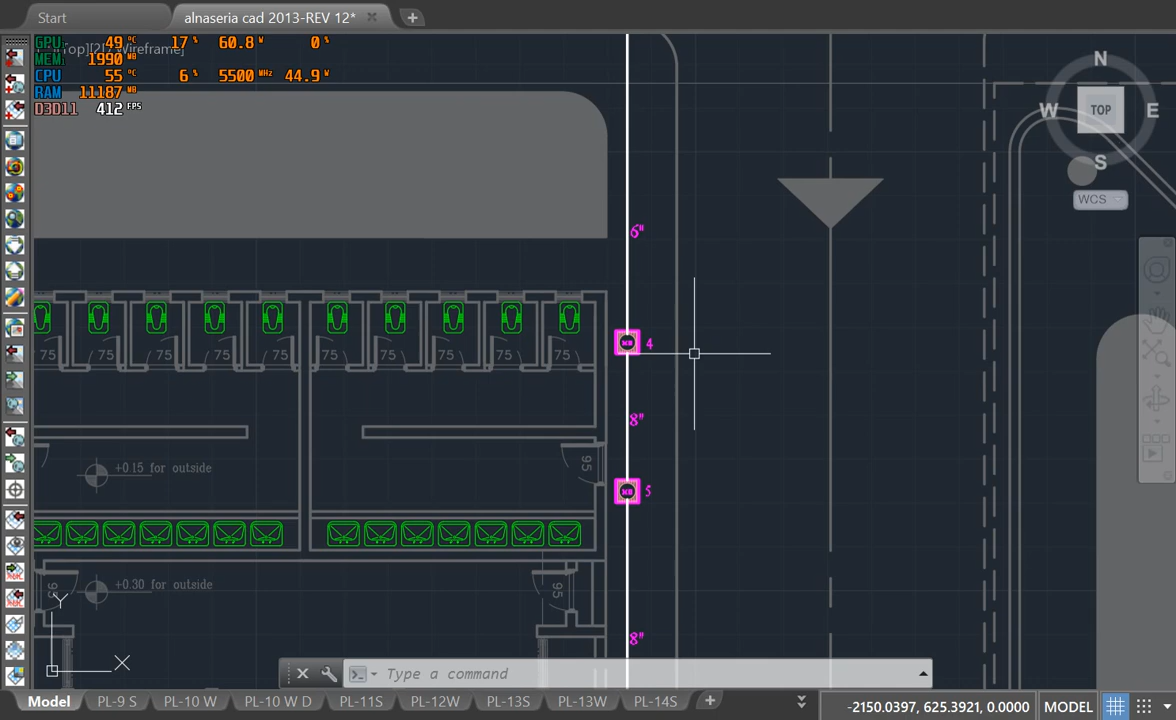 Start
alnaseria cad 2013-REV 12*
GPU 49 °C 17 % 60.8 W 0 %
Top][2D Wireframe]
MEM 1990 MB
CPU 55 °C 6 % 5500 MHz 44.9 W
RAM 11187 MB
D3D11 412 FPS
N
W TOP E
S
WCS
6"
4
75 75 75 75 75 75 75 75 75 75
8"
95
+0.15 for outside
5
+0.30 for outside
95 95
Y
8"
X
Type a command
Model PL-9 S PL-10 W PL-10 W D PL-11S PL-12W PL-13S PL-13W PL-14S
-2150.0397, 625.3921, 0.0000 MODEL